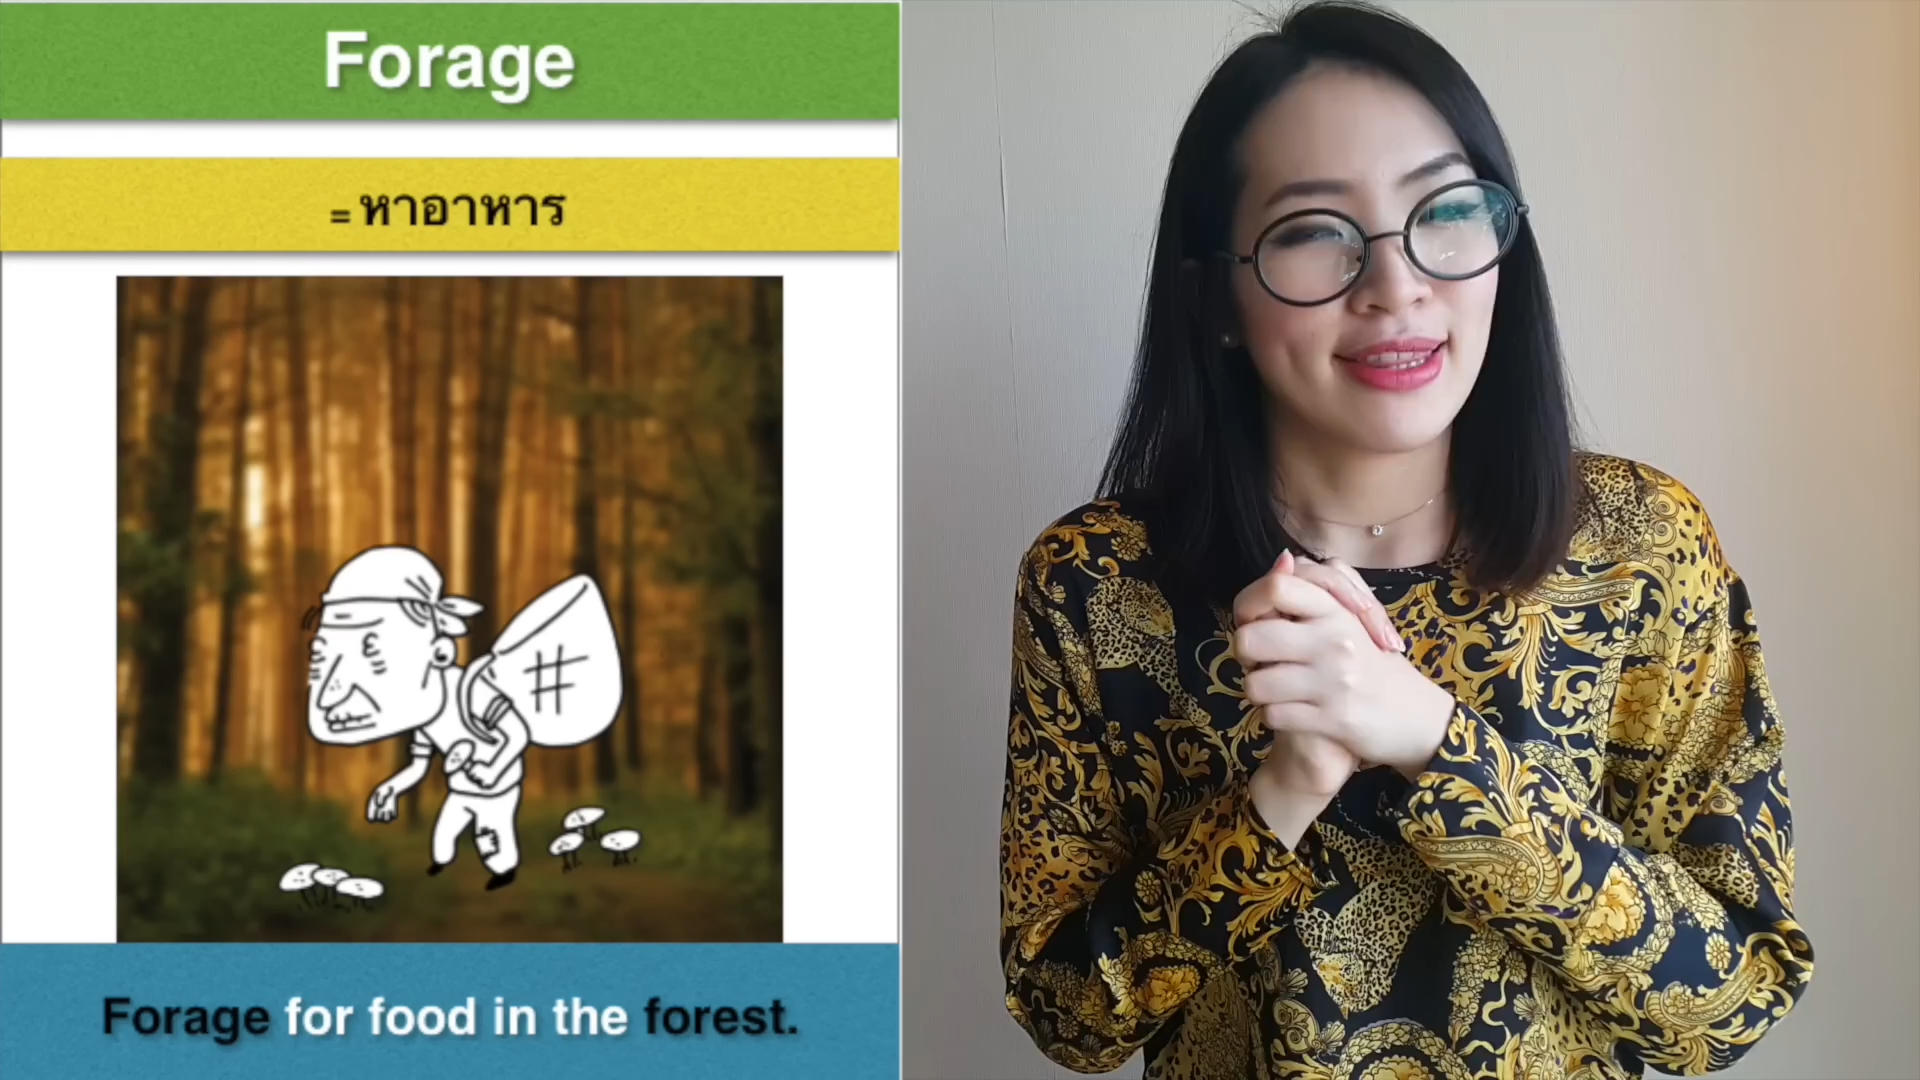 Forage
= หาอาหาร
#
Forage for food in the forest.